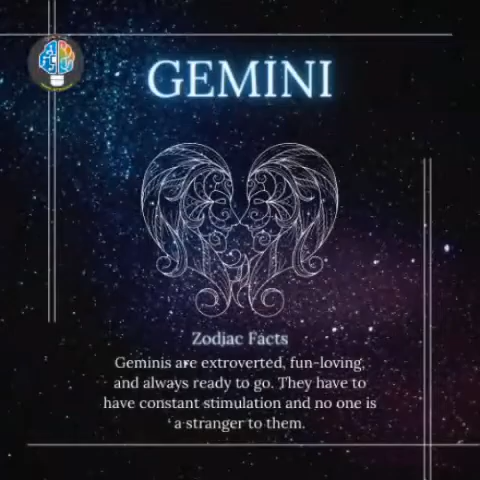 GEMINI
Zodiac Facts
Geminis are extroverted, fun-loving,
and always ready to go. They have to
have constant stimulation and no one is
a stranger to them.